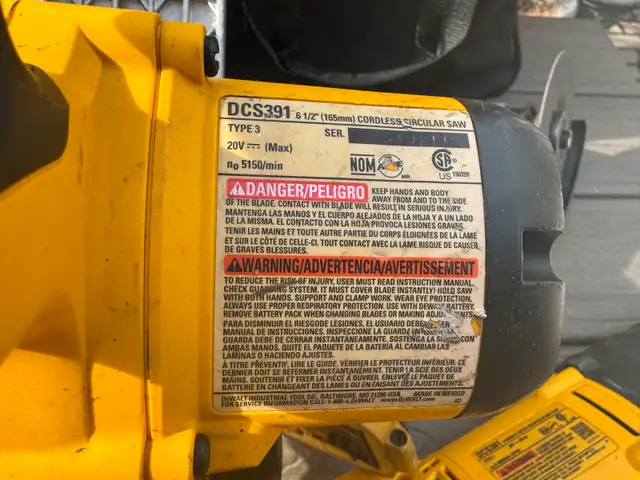 DCS391 6 1/2" (165mm) CORDLESS CIRCULAR SAW
TYPE 3 SER.
20V⎓ (Max)
n₀ 5150/min
NOM
US 150399
DANGER/PELIGRO KEEP HANDS AND BODY
AWAY FROM AND TO THE SIDE
OF THE BLADE. CONTACT WITH BLADE WILL RESULT IN SERIOUS INJURY.
MANTENGA LAS MANOS Y EL CUERPO ALEJADOS DE LA HOJA Y A UN LADO
DE LA MISMA. EL CONTACTO CON LA HOJA PROVOCA LESIONES GRAVES.
TENIR LES MAINS ET TOUTE AUTRE PARTIE DU CORPS ÉLOIGNÉES DE LA LAME
ET SUR LE CÔTÉ DE CELLE-CI. TOUT CONTACT AVEC LA LAME RISQUE DE CAUSER
DE GRAVES BLESSURES.
WARNING/ADVERTENCIA/AVERTISSEMENT
TO REDUCE THE RISK OF INJURY, USER MUST READ INSTRUCTION MANUAL.
CHECK GUARDING SYSTEM. IT MUST COVER BLADE INSTANTLY! HOLD SAW
WITH BOTH HANDS. SUPPORT AND CLAMP WORK. WEAR EYE PROTECTION.
ALWAYS USE PROPER RESPIRATORY PROTECTION. USE WITH DEWALT BATTERY.
REMOVE BATTERY PACK WHEN CHANGING BLADES OR MAKING ADJUSTMENTS.
PARA DISMINUIR EL RIESGODE LESIONES, EL USUARIO DEBE
MANUAL DE INSTRUCCIONES. INSPECCIONE LA GUARDA
GUARDA DEBE DE CERRAR INSTANTÁNEAMENTE. SOSTENGA CON
AMBAS MANOS. QUITE EL PAQUETE DE LA BATERÍA AL CAMBIAR LAS
LAMINAS O HACIENDO AJUSTES.
À TITRE PRÉVENTIF, LIRE LE GUIDE. VÉRIFIER LE PROTECTEUR INFÉRIEUR. CE
DERNIER DOIT SE REFERMER INSTANTANÉMENT. TENIR LA SCIE DES DEUX
MAINS. SOUTENIR ET FIXER LA PIÈCE À OUVRER. ENLEVEZ LE PAQUET DE
BATTERIE EN CHANGEANT DES LAMES OU EN FAISANT DES AJUSTEMENTS.
DEWALT INDUSTRIAL TOOL CO., BALTIMORE, MD 21286 USA MADE IN MEXICO
FOR SERVICE INFORMATION CALL: 1-800-4-DEWALT www.DEWALT.com ID
DCS391